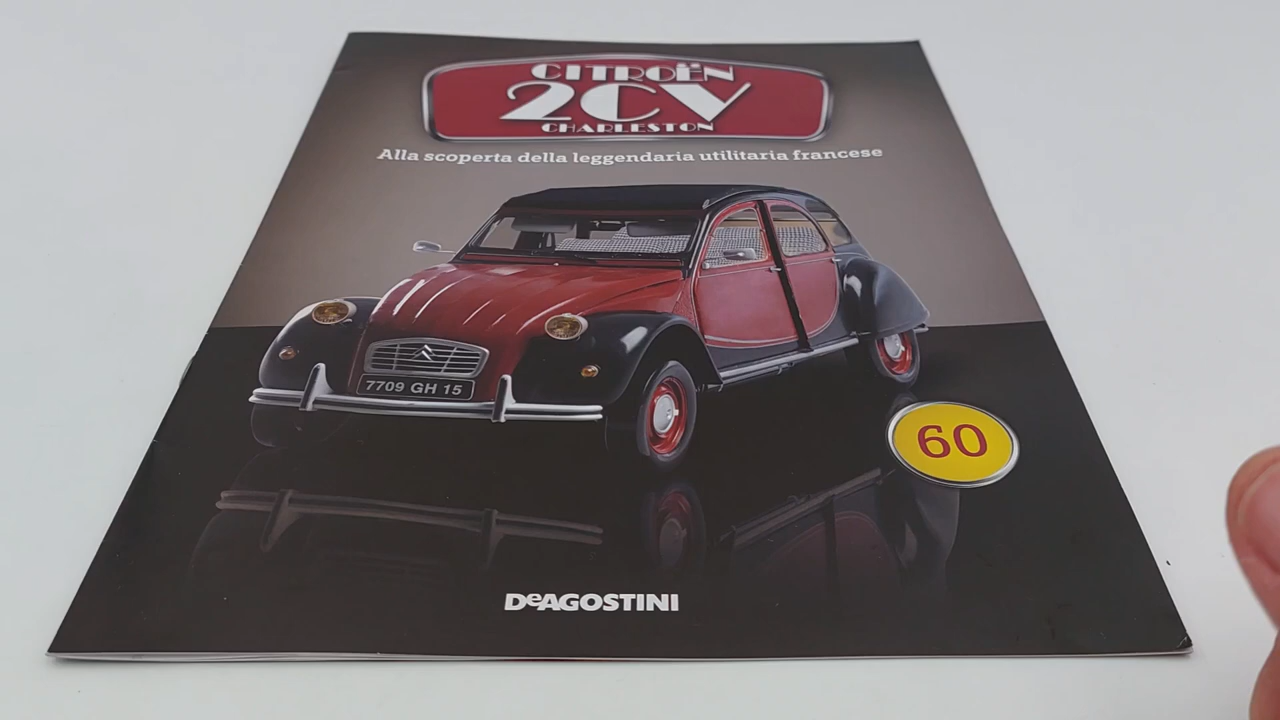 CITROËN
2CV
CHARLESTON
Alla scoperta della leggendaria utilitaria francese
7709 GH 15
60
DeAGOSTINI